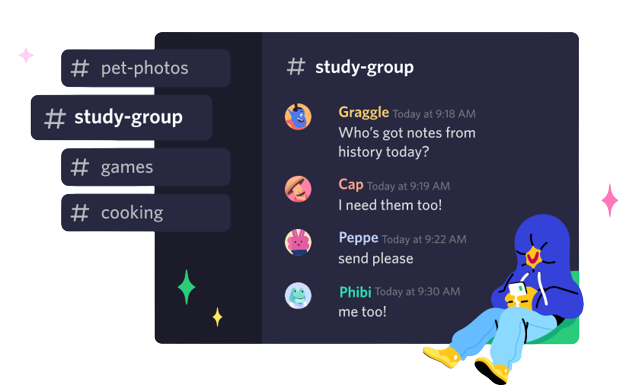 # pet-photos
# study-group
# games
# cooking
# study-group
Graggle Today at 9:18 AM
Who's got notes from
history today?
Cap Today at 9:19 AM
I need them too!
Peppe Today at 9:22 AM
send please
Phibi Today at 9:30 AM
me too!